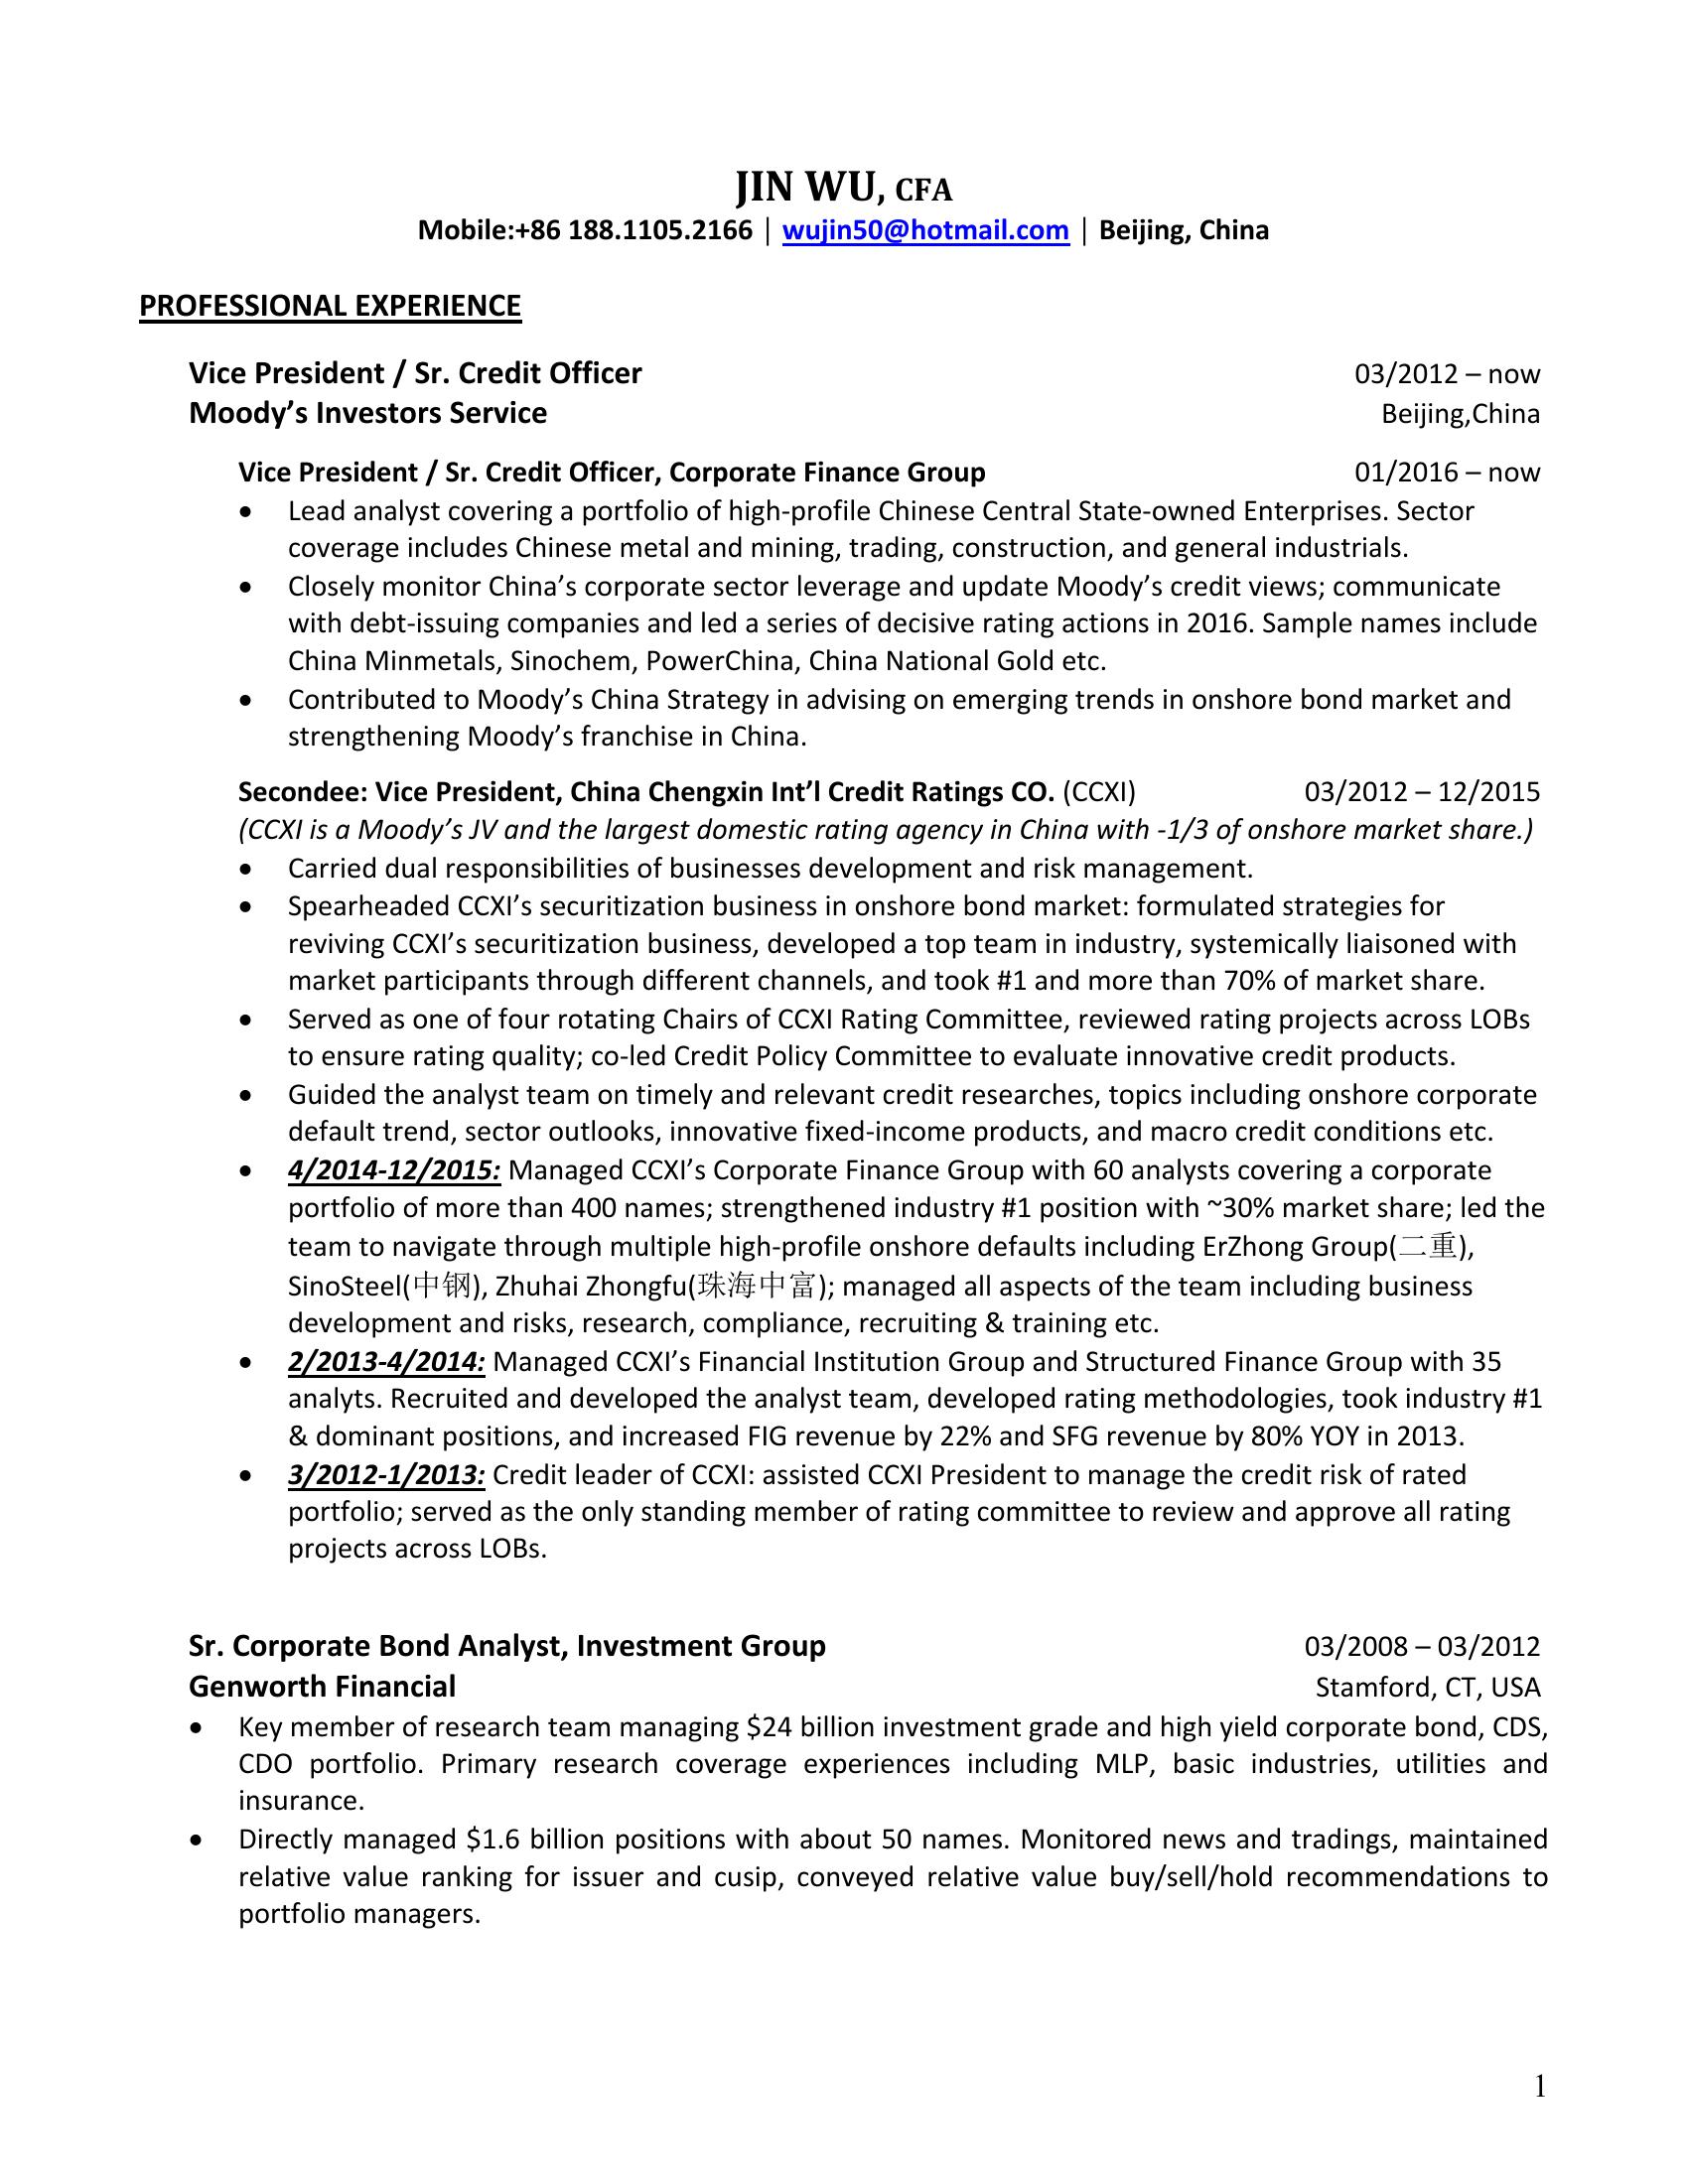 JIN WU, CFA
Mobile:+86 188.1105.2166 | wujin50@hotmail.com | Beijing, China
PROFESSIONAL EXPERIENCE
Vice President / Sr. Credit Officer 03/2012 – now
Moody's Investors Service Beijing,China
Vice President / Sr. Credit Officer, Corporate Finance Group 01/2016 – now
• Lead analyst covering a portfolio of high-profile Chinese Central State-owned Enterprises. Sector
coverage includes Chinese metal and mining, trading, construction, and general industrials.
• Closely monitor China's corporate sector leverage and update Moody's credit views; communicate
with debt-issuing companies and led a series of decisive rating actions in 2016. Sample names include
China Minmetals, Sinochem, PowerChina, China National Gold etc.
• Contributed to Moody's China Strategy in advising on emerging trends in onshore bond market and
strengthening Moody's franchise in China.
Secondee: Vice President, China Chengxin Int'l Credit Ratings CO. (CCXI) 03/2012 – 12/2015
(CCXI is a Moody's JV and the largest domestic rating agency in China with -1/3 of onshore market share.)
• Carried dual responsibilities of businesses development and risk management.
• Spearheaded CCXI's securitization business in onshore bond market: formulated strategies for
reviving CCXI's securitization business, developed a top team in industry, systemically liaisoned with
market participants through different channels, and took #1 and more than 70% of market share.
• Served as one of four rotating Chairs of CCXI Rating Committee, reviewed rating projects across LOBs
to ensure rating quality; co-led Credit Policy Committee to evaluate innovative credit products.
• Guided the analyst team on timely and relevant credit researches, topics including onshore corporate
default trend, sector outlooks, innovative fixed-income products, and macro credit conditions etc.
• 4/2014-12/2015: Managed CCXI's Corporate Finance Group with 60 analysts covering a corporate
portfolio of more than 400 names; strengthened industry #1 position with ~30% market share; led the
team to navigate through multiple high-profile onshore defaults including ErZhong Group(二重),
SinoSteel(中钢), Zhuhai Zhongfu(珠海中富); managed all aspects of the team including business
development and risks, research, compliance, recruiting & training etc.
• 2/2013-4/2014: Managed CCXI's Financial Institution Group and Structured Finance Group with 35
analyts. Recruited and developed the analyst team, developed rating methodologies, took industry #1
& dominant positions, and increased FIG revenue by 22% and SFG revenue by 80% YOY in 2013.
• 3/2012-1/2013: Credit leader of CCXI: assisted CCXI President to manage the credit risk of rated
portfolio; served as the only standing member of rating committee to review and approve all rating
projects across LOBs.
Sr. Corporate Bond Analyst, Investment Group 03/2008 – 03/2012
Genworth Financial Stamford, CT, USA
• Key member of research team managing $24 billion investment grade and high yield corporate bond, CDS,
CDO portfolio. Primary research coverage experiences including MLP, basic industries, utilities and
insurance.
• Directly managed $1.6 billion positions with about 50 names. Monitored news and tradings, maintained
relative value ranking for issuer and cusip, conveyed relative value buy/sell/hold recommendations to
portfolio managers.
1